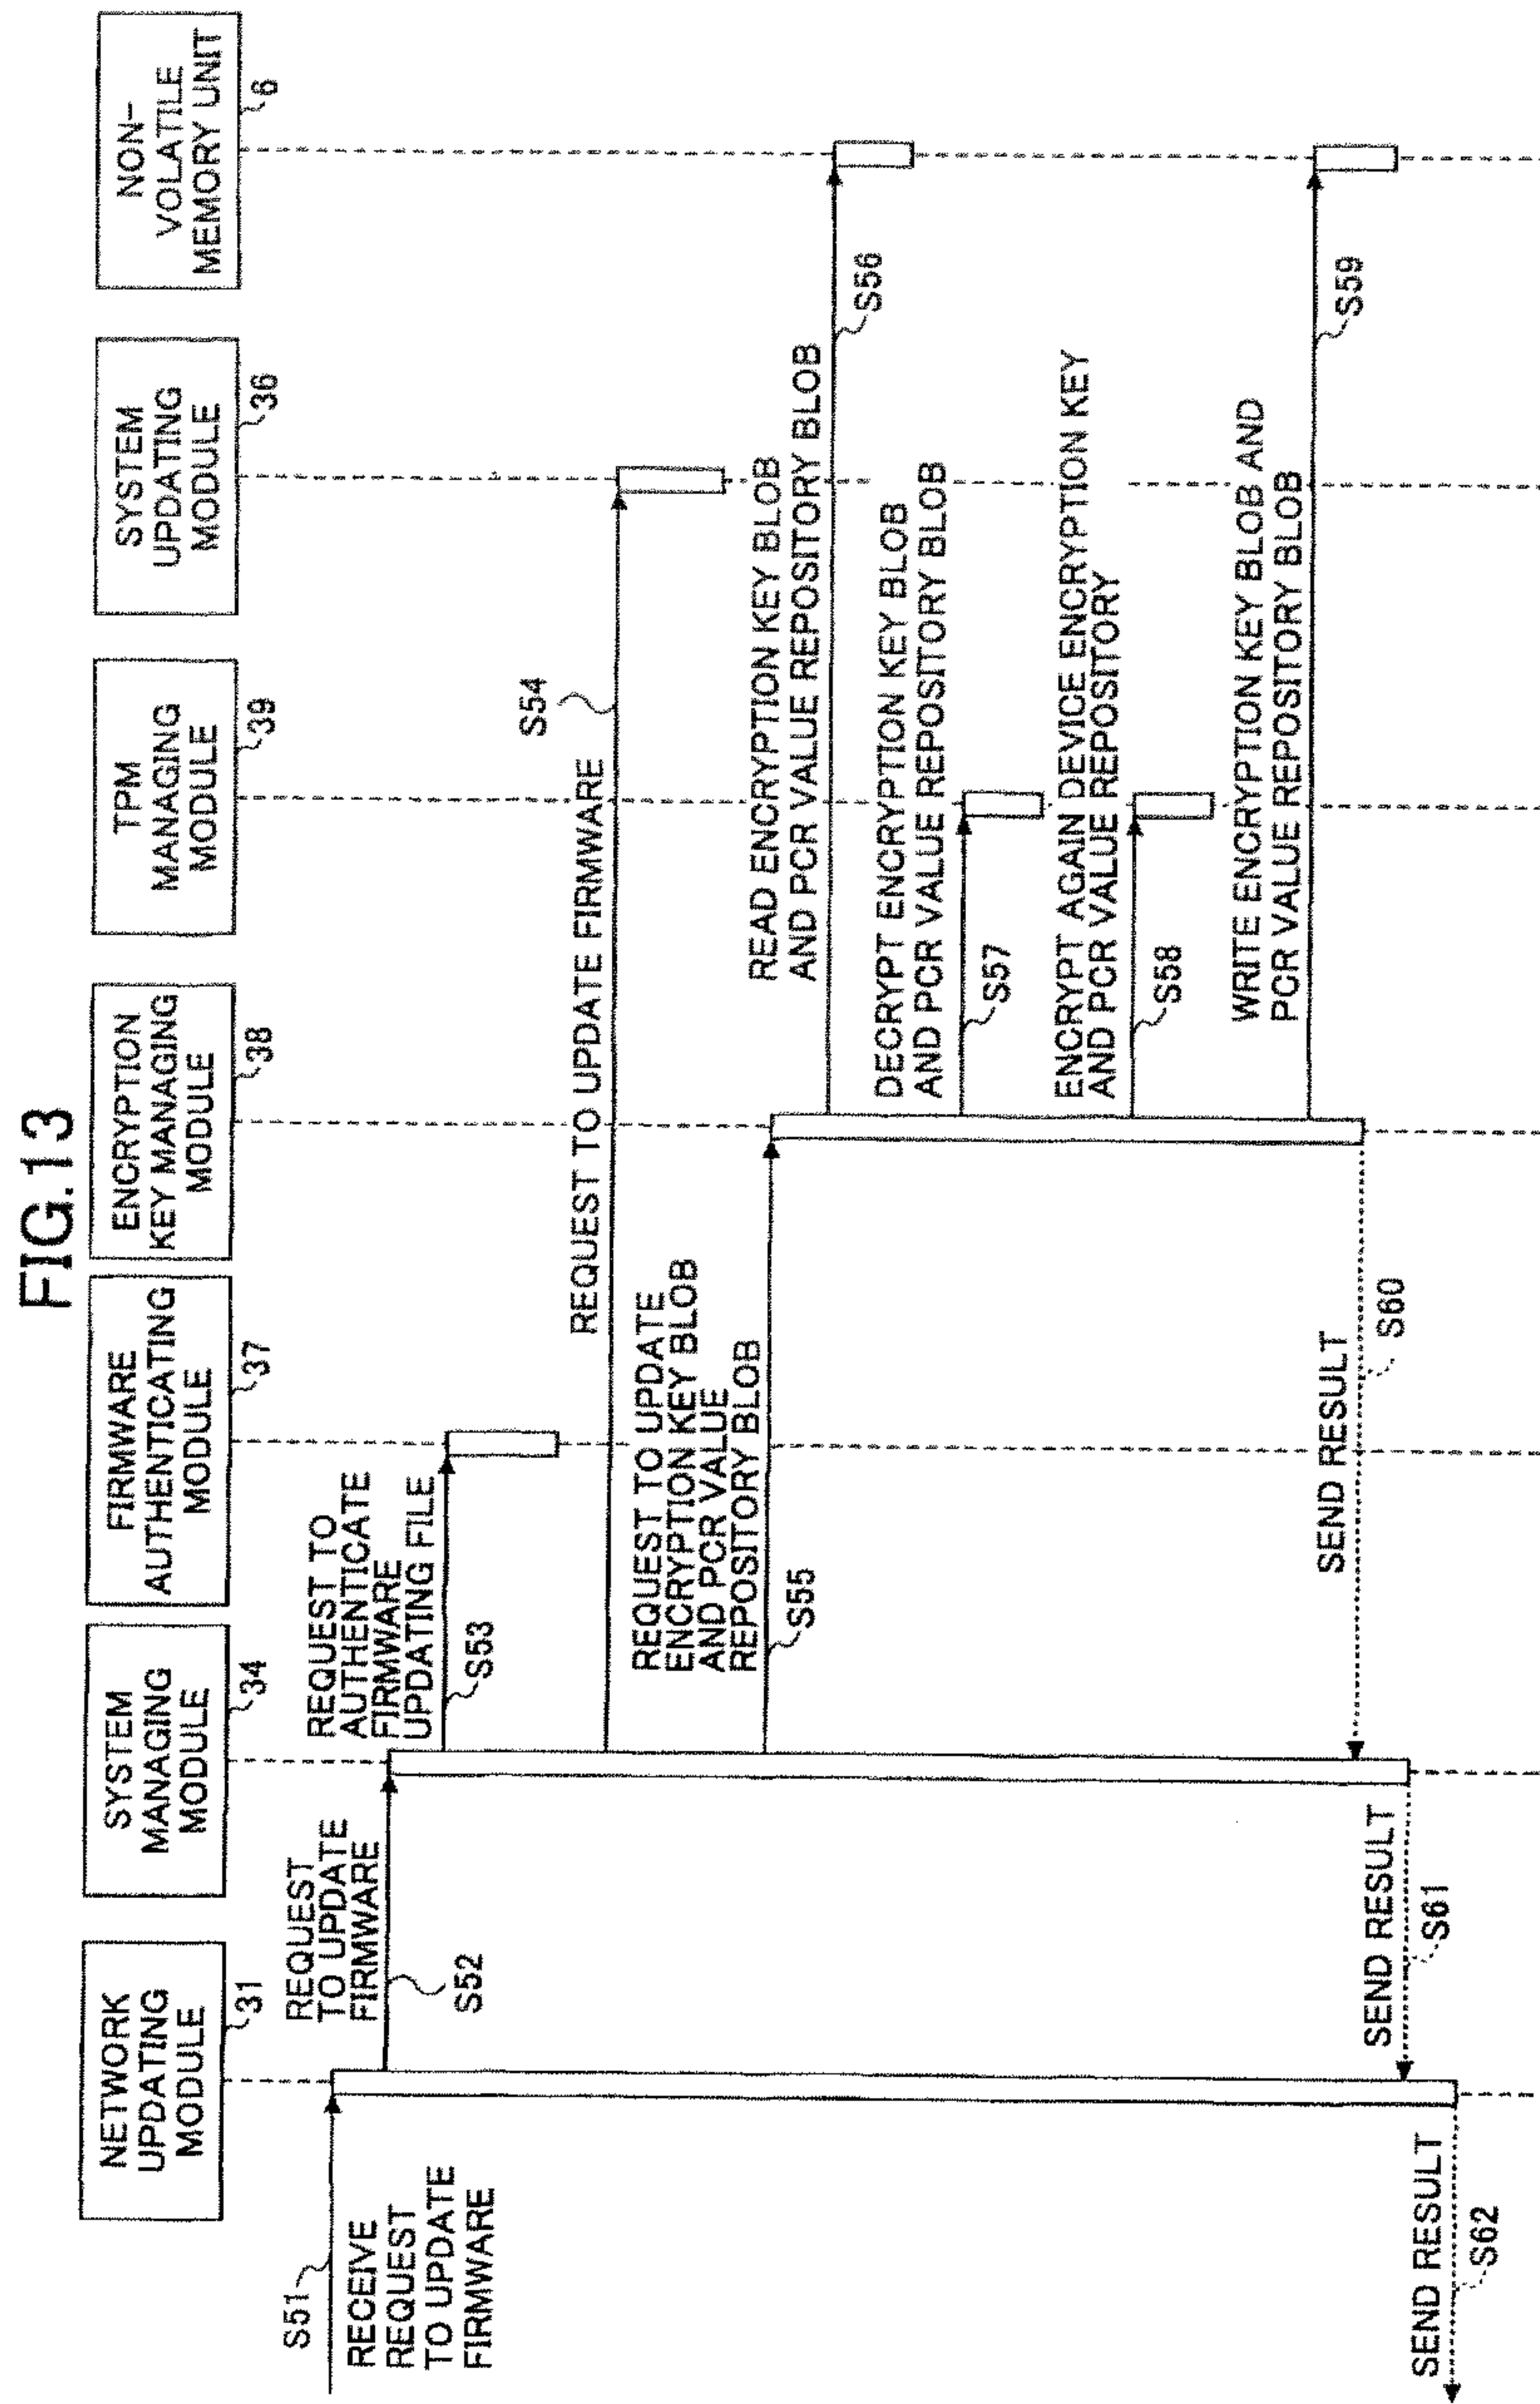 FIG.13
NETWORK
UPDATING
MODULE
31
SYSTEM
MANAGING
MODULE
34
FIRMWARE
AUTHENTICATING
MODULE
37
ENCRYPTION
KEY MANAGING
MODULE
38
TPM
MANAGING
MODULE
39
SYSTEM
UPDATING
MODULE
36
NON-
VOLATILE
MEMORY UNIT
6
S51
RECEIVE
REQUEST
TO UPDATE
FIRMWARE
REQUEST
TO UPDATE
FIRMWARE
S52
REQUEST TO
AUTHENTICATE
FIRMWARE
UPDATING FILE
S53
REQUEST TO UPDATE FIRMWARE
S54
REQUEST TO UPDATE
ENCRYPTION KEY BLOB
AND PCR VALUE
REPOSITORY BLOB
S55
READ ENCRYPTION KEY BLOB
AND PCR VALUE REPOSITORY BLOB
S56
DECRYPT ENCRYPTION KEY BLOB
AND PCR VALUE REPOSITORY BLOB
S57
ENCRYPT AGAIN DEVICE ENCRYPTION KEY
AND PCR VALUE REPOSITORY
S58
WRITE ENCRYPTION KEY BLOB AND
PCR VALUE REPOSITORY BLOB
S59
SEND RESULT
S60
SEND RESULT
S61
SEND RESULT
S62